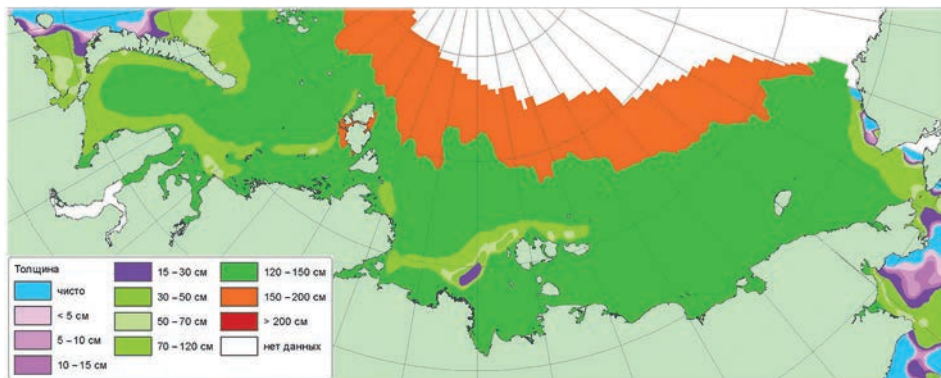 Толщина
чисто
< 5 см
5 – 10 см
10 – 15 см
15 – 30 см
30 – 50 см
50 – 70 см
70 – 120 см
120 – 150 см
150 – 200 см
> 200 см
нет данных